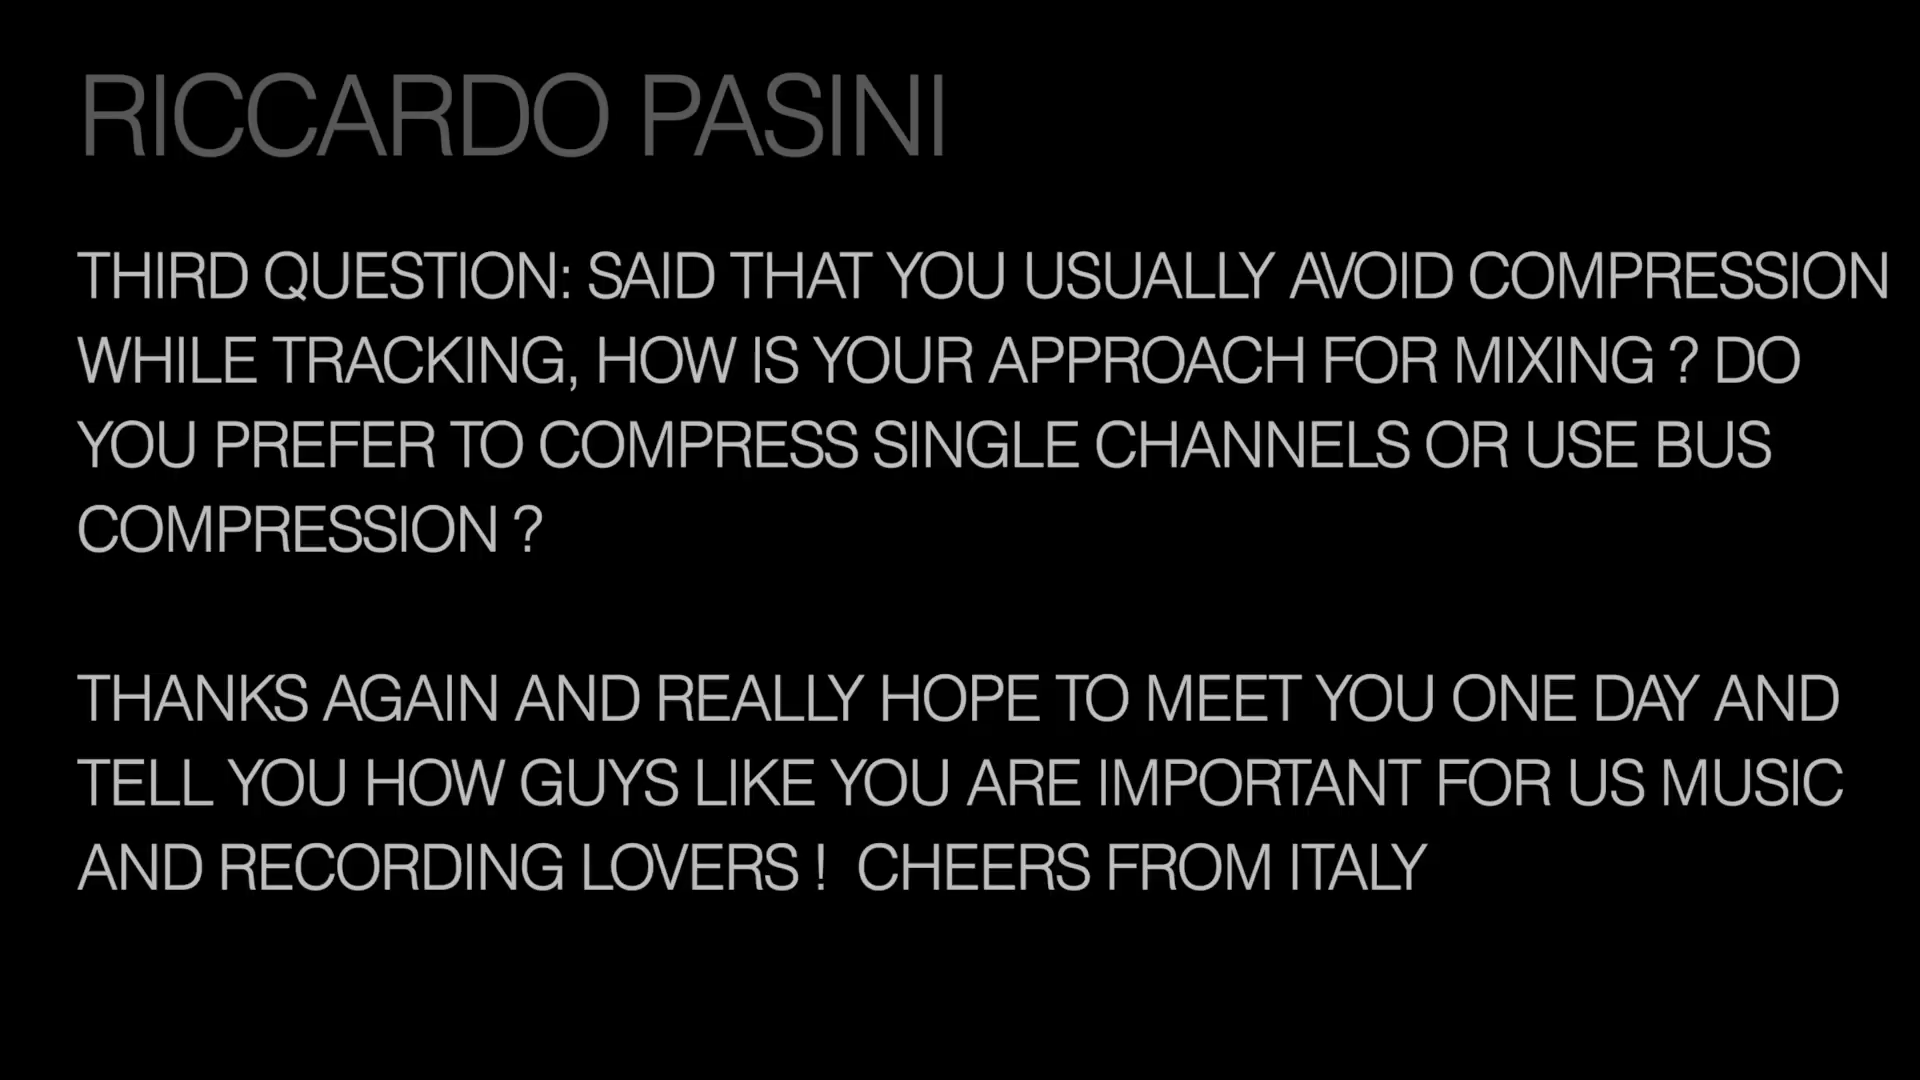 RICCARDO PASINI
THIRD QUESTION: SAID THAT YOU USUALLY AVOID COMPRESSION
WHILE TRACKING, HOW IS YOUR APPROACH FOR MIXING ? DO
YOU PREFER TO COMPRESS SINGLE CHANNELS OR USE BUS
COMPRESSION ?
THANKS AGAIN AND REALLY HOPE TO MEET YOU ONE DAY AND
TELL YOU HOW GUYS LIKE YOU ARE IMPORTANT FOR US MUSIC
AND RECORDING LOVERS !  CHEERS FROM ITALY